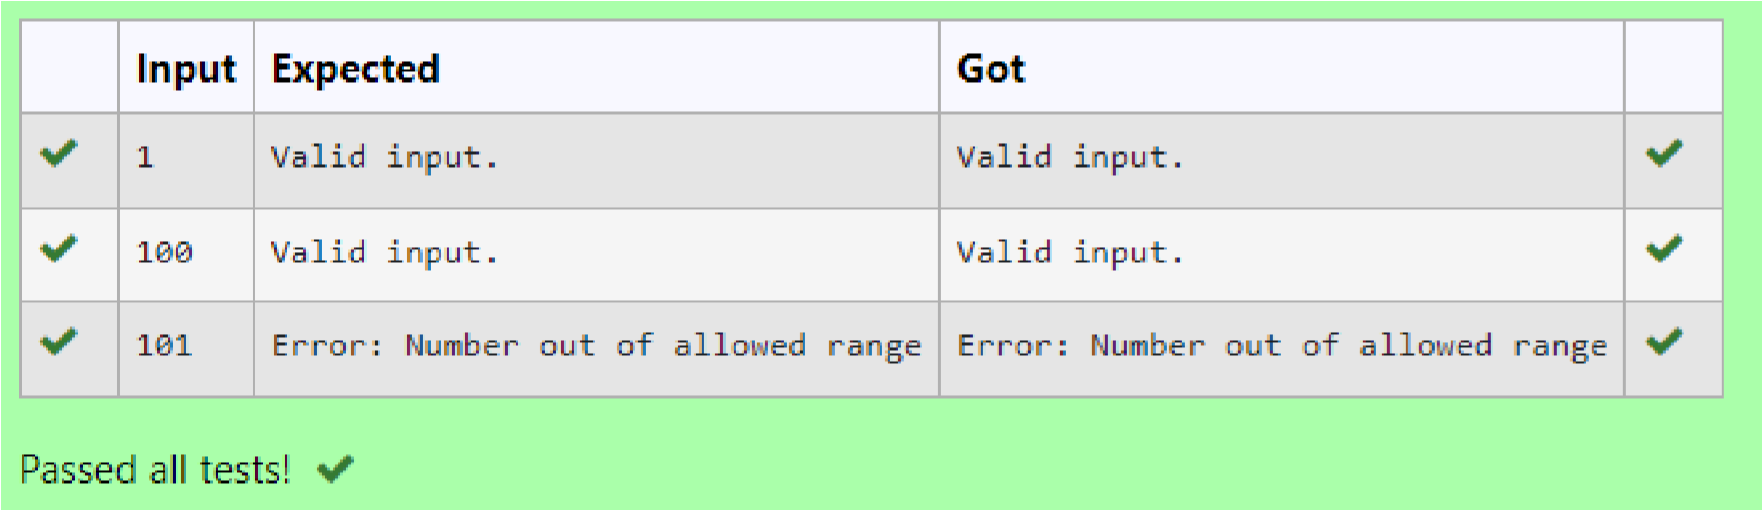 Input Expected Got
1 Valid input. Valid input.
100 Valid input. Valid input.
101 Error: Number out of allowed range Error: Number out of allowed range
Passed all tests!